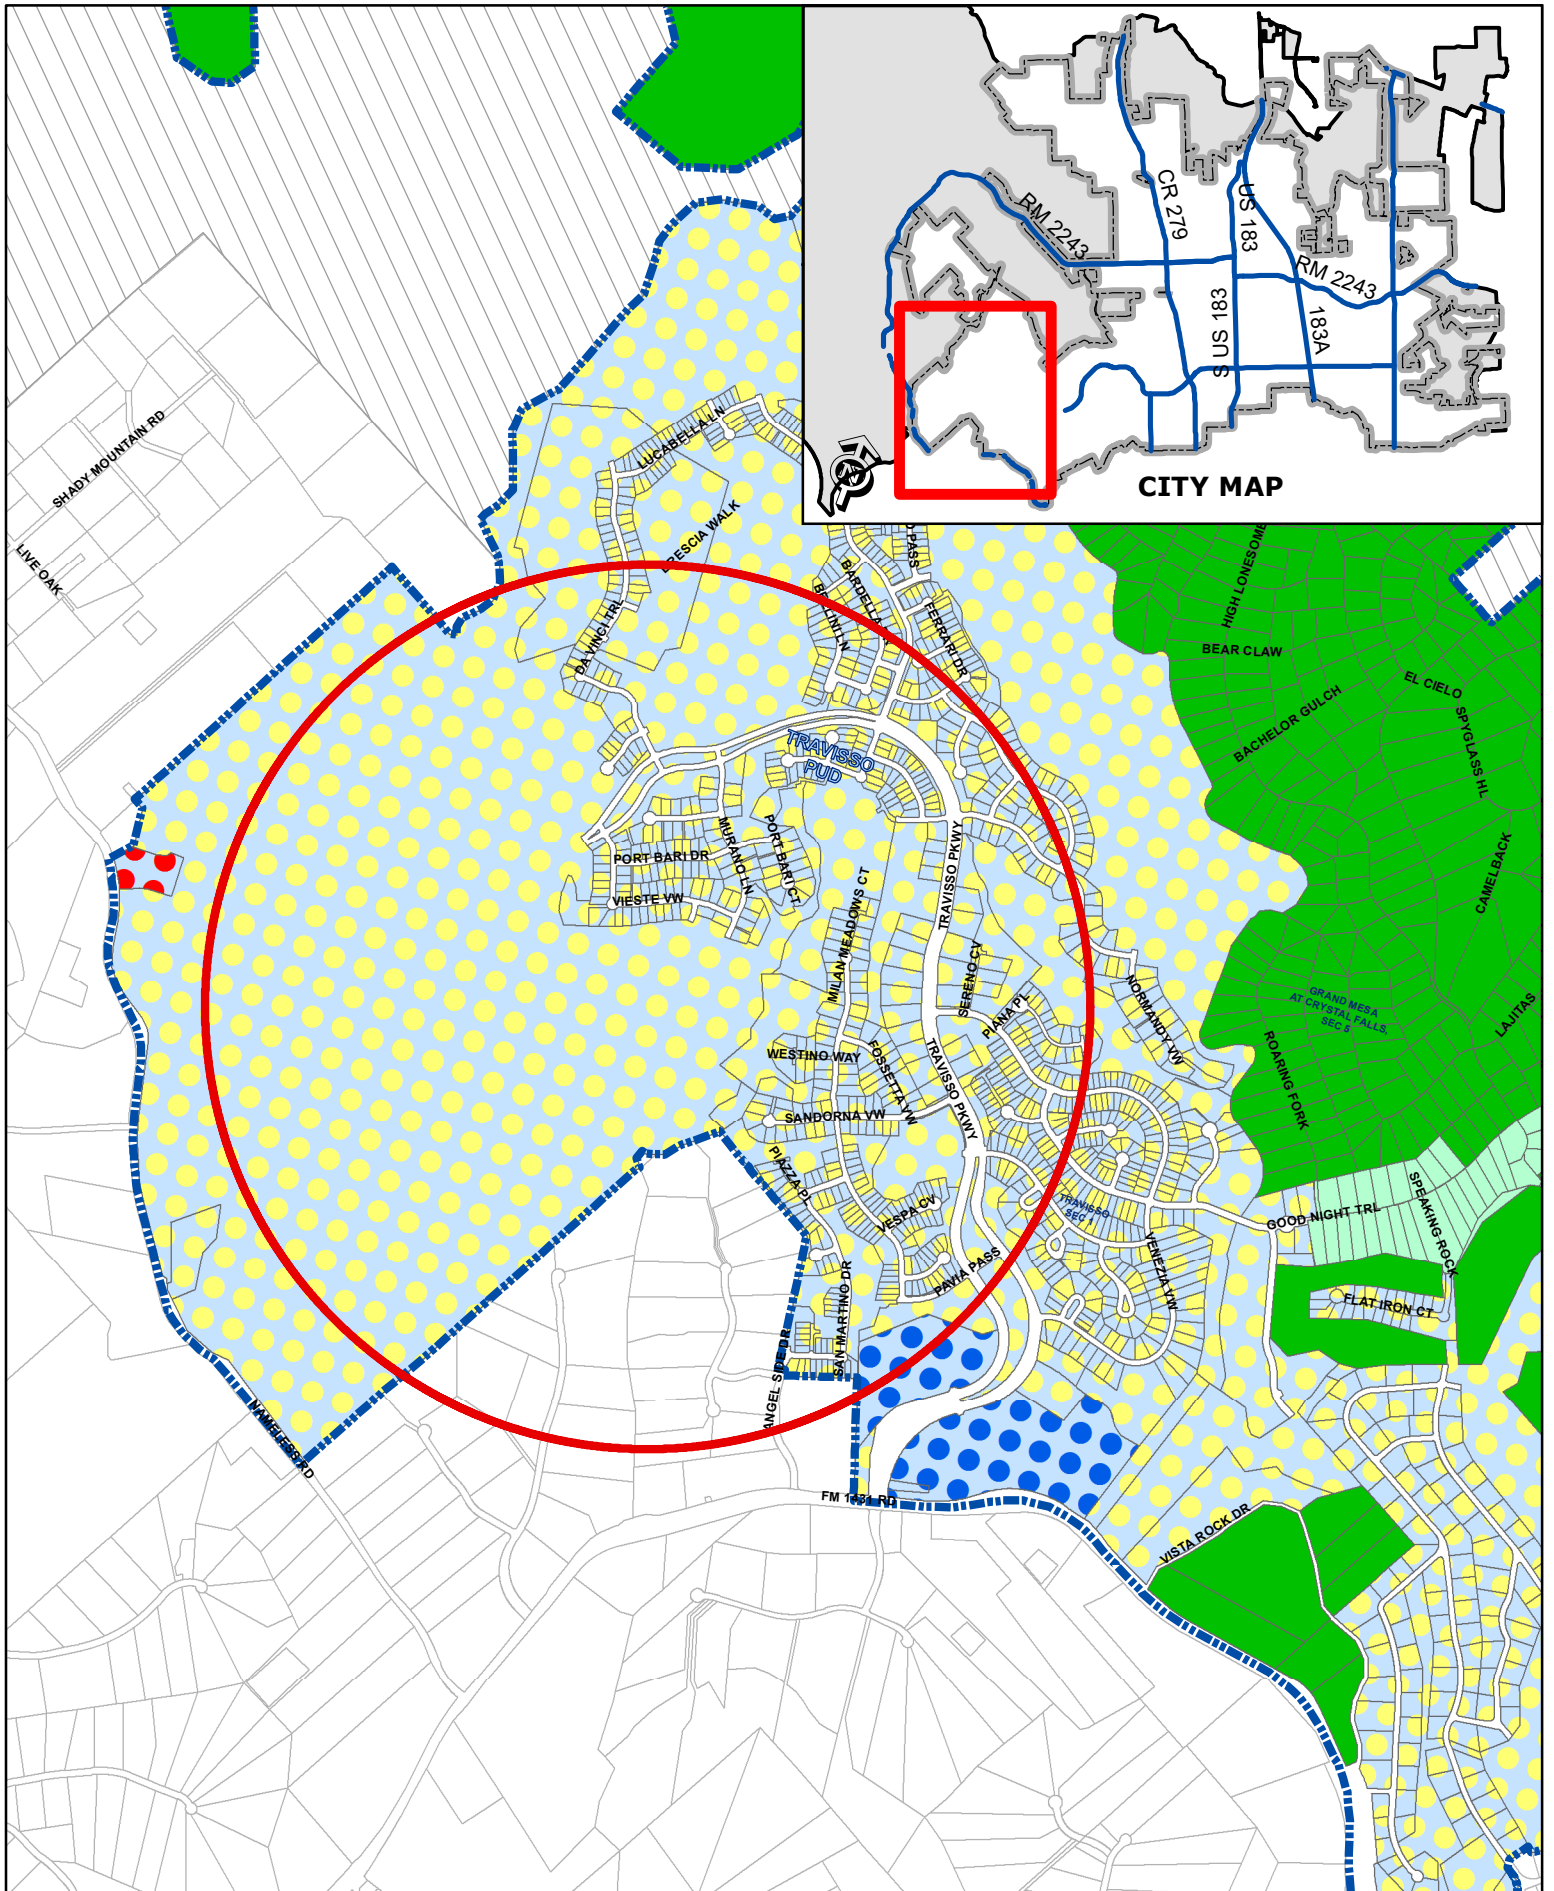 CR 279
US 183
RM 2243
RM 2243
S US 183
183A
CITY MAP
SHADY MOUNTAIN RD
LIVE OAK
LUCABELLA LN
DA VINCI TRL
BARDELLA
BELLINI LN
FERRARI DR
PASS
HIGH LONESOME
BEAR CLAW
EL CIELO
BACHELOR GULCH
SPYGLASS HL
CAMELBACK
TRAVISSO
PUD
PORT BARI DR
MURANO LN
PORT BARI CT
VIESTE VW
MILAN MEADOWS CT
TRAVISSO PKWY
SERENO CV
PIANA PL
NORMANDY VW
GRAND MESA
AT CRYSTAL FALLS,
SEC 5
LAJITAS
ROARING FORK
WESTINO WAY
FOSSETTA VW
TRAVISSO PKWY
SANDORNA VW
PIAZZA PL
VESPA CV
PAVIA PASS
TRAVISSO
SEC 1
VENEZIA VW
GOOD NIGHT TRL
SPEAKING ROCK
FLAT IRON CT
SAN MARTINO DR
ANGEL SIDE DR
NAMELESS RD
FM 1431 RD
VISTA ROCK DR